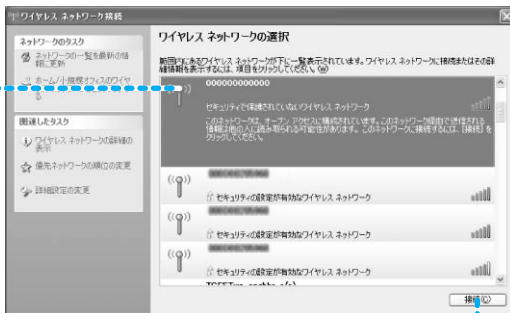 ワイヤレス ネットワーク接続
ネットワークのタスク
ネットワークの一覧を最新の情
報に更新
ホーム/小規模オフィスのワイヤ
る
関連したタスク
ワイヤレス ネットワークの詳細の
表示
優先ネットワークの順位の変更
詳細設定の変更
ワイヤレス ネットワークの選択
範囲内にあるワイヤレス ネットワークが下に一覧表示されています。ワイヤレス ネットワークに接続またはその詳
細情報を表示するには、項目をクリックしてください。(W)
000000000000
セキュリティで保護されていないワイヤレス ネットワーク
このネットワークは、オープン アクセスに構成されています。このネットワーク経由で送信される
情報は他の人に読み取られる可能性があります。このネットワークに接続するには、[接続] を
クリックしてください。
セキュリティの設定が有効なワイヤレス ネットワーク
セキュリティの設定が有効なワイヤレス ネットワーク
セキュリティの設定が有効なワイヤレス ネットワーク
接続(C)